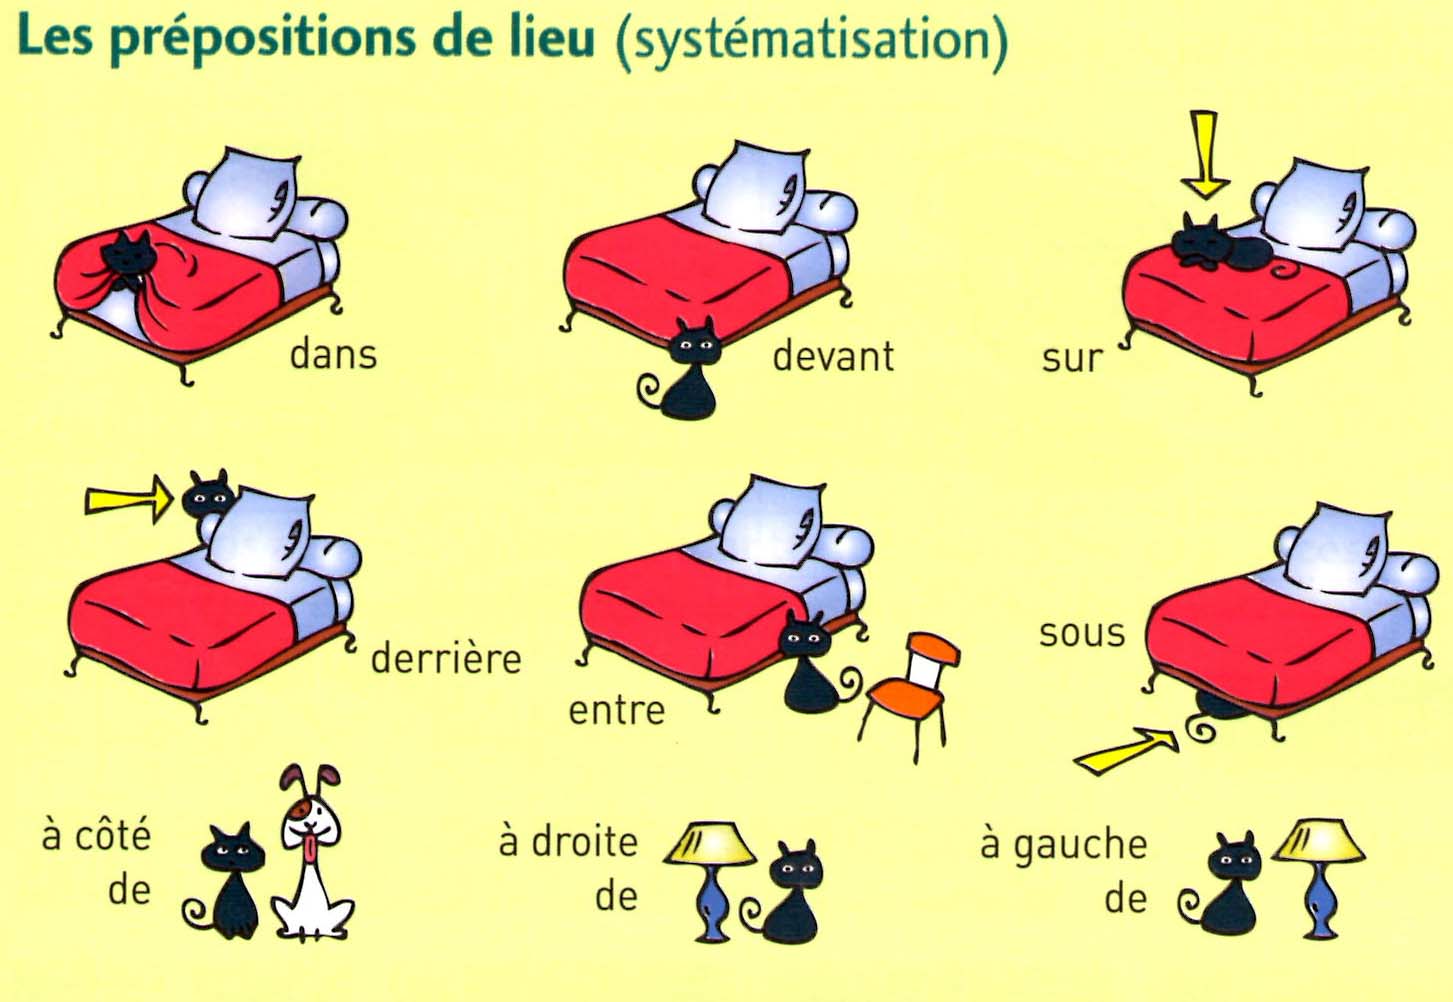 Les prépositions de lieu (systématisation)
dans
devant
sur
derrière
entre
sous
à côté
de
à droite
de
à gauche
de